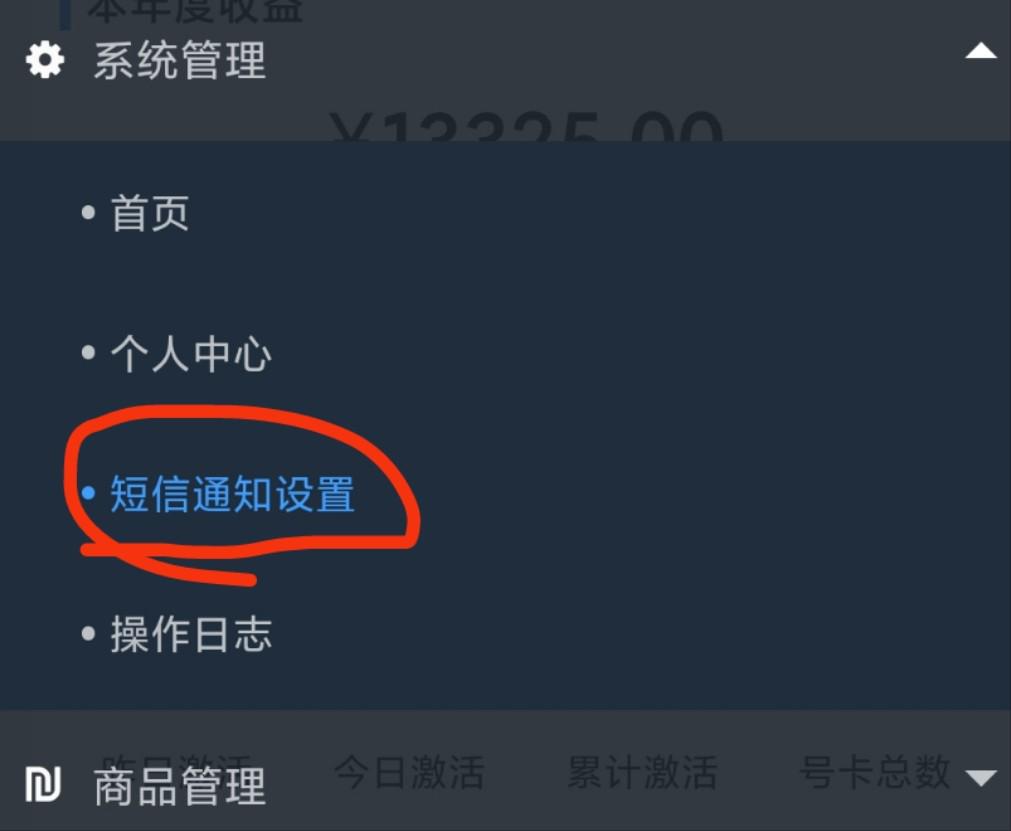 本年度收益
系统管理
¥13325.00
首页
个人中心
短信通知设置
操作日志
昨日激活 今日激活 累计激活 号卡总数
商品管理